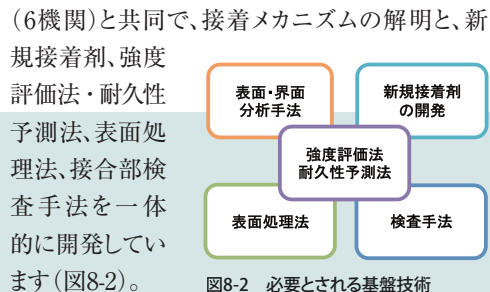 (6機関)と共同で、接着メカニズムの解明と、新
規接着剤、強度
評価法・耐久性
予測法、表面処
理法、接合部検
査手法を一体
的に開発してい
ます(図8-2)。
表面・界面
分析手法
新規接着剤
の開発
強度評価法
耐久性予測法
表面処理法
検査手法
図8-2 必要とされる基盤技術